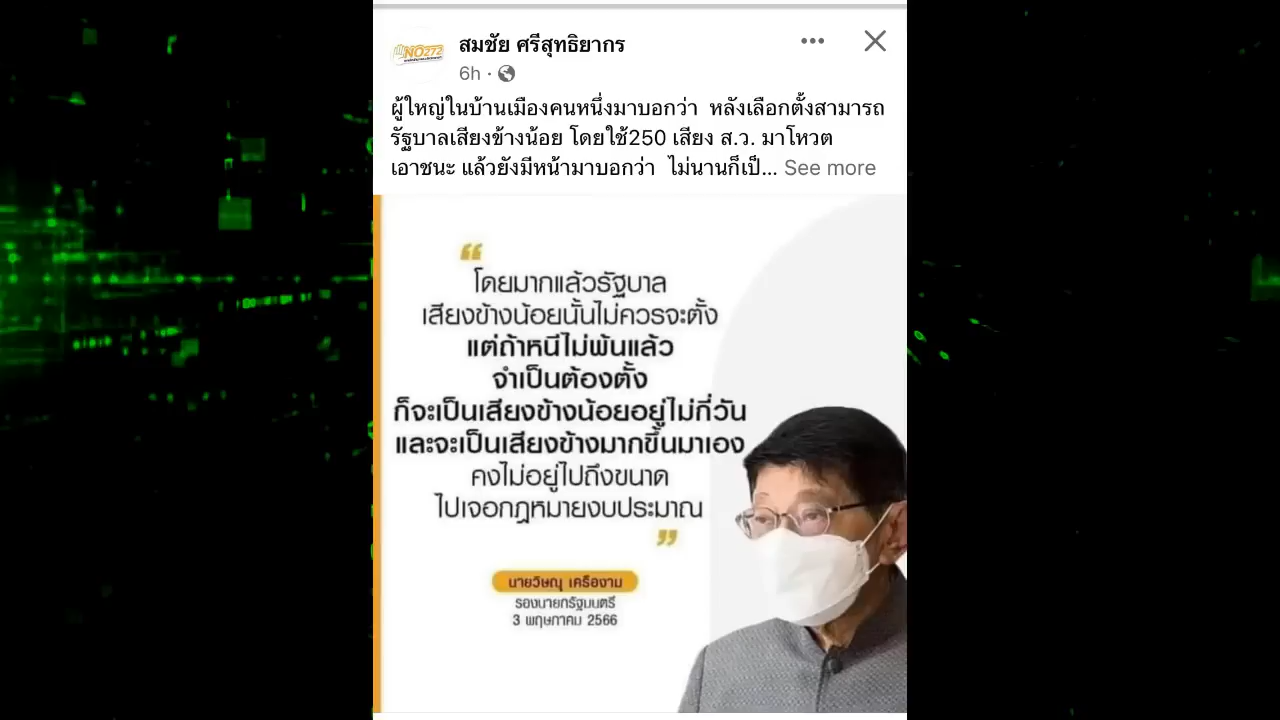 NO272
สมชัย ศรีสุทธิยากร
6h ·
ผู้ใหญ่ในบ้านเมืองคนหนึ่งมาบอกว่า หลังเลือกตั้งสามารถ
รัฐบาลเสียงข้างน้อย โดยใช้250 เสียง ส.ว. มาโหวต
เอาชนะ แล้วยังมีหน้ามาบอกว่า ไม่นานก็เป็... See more
“
โดยมากแล้วรัฐบาล
เสียงข้างน้อยนั้นไม่ควรจะตั้ง
แต่ถ้าหนีไม่พ้นแล้ว
จำเป็นต้องตั้ง
ก็จะเป็นเสียงข้างน้อยอยู่ไม่กี่วัน
และจะเป็นเสียงข้างมากขึ้นมาเอง
คงไม่อยู่ไปถึงขนาด
ไปเจอกฎหมายงบประมาณ
”
นายวิษณุ เครืองาม
รองนายกรัฐมนตรี
3 พฤษภาคม 2566